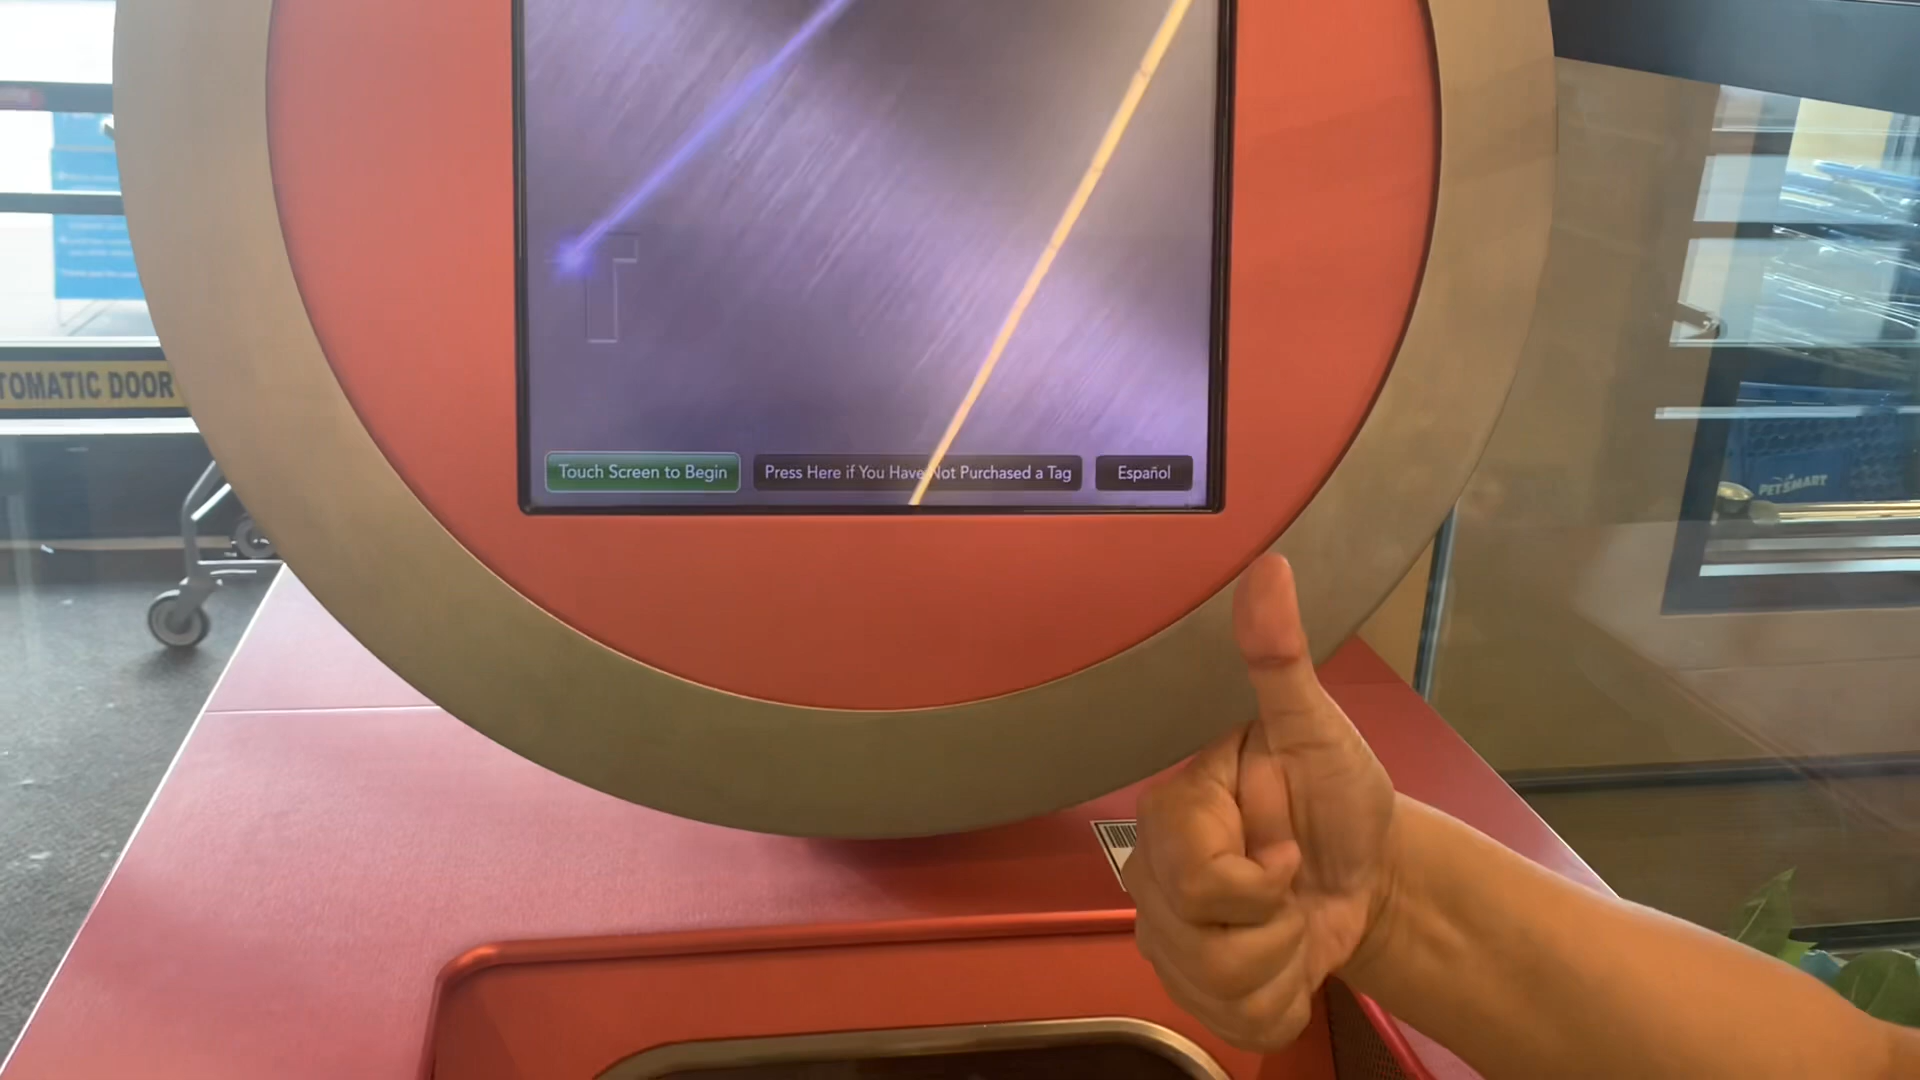 TOMATIC DOOR
Touch Screen to Begin
Press Here if You Have Not Purchased a Tag
Español
PETSMART